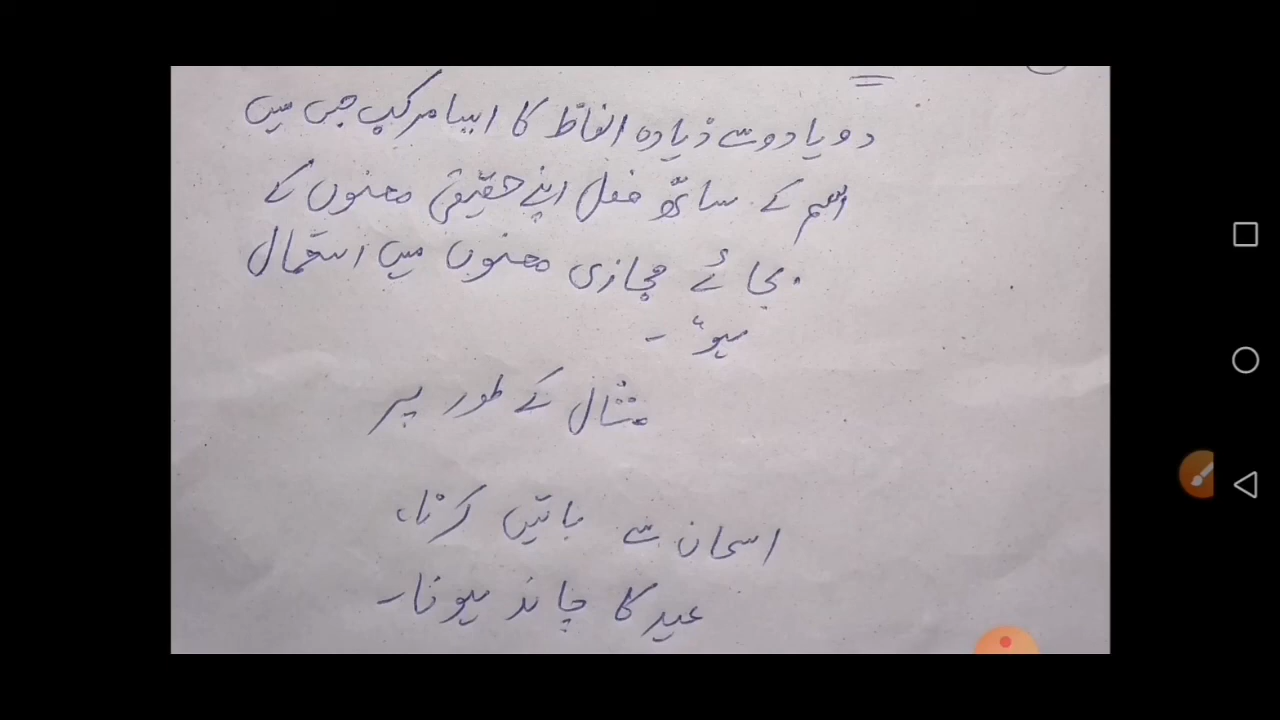 دو یا دو سے زیادہ الفاظ کا ایسا مرکب جس میں
اسم کے ساتھ فعل اپنے حقیقی معنوں کے
بجائے مجازی معنوں میں استعمال
ہو ۔
مثال کے طور پر
اسمان سے باتیں کرنا،
عید کا چاند ہونا۔